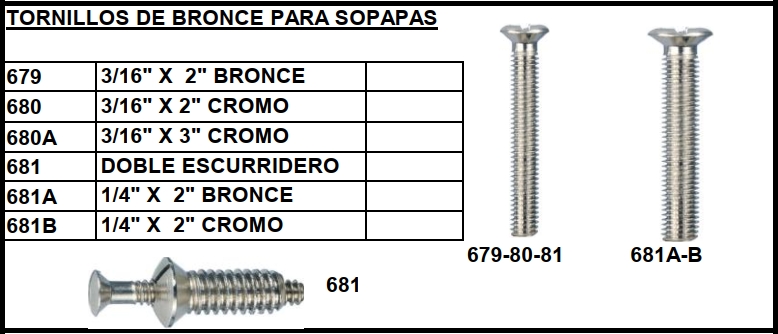 TORNILLOS DE BRONCE PARA SOPAPAS
679 3/16" X 2" BRONCE
680 3/16" X 2" CROMO
680A 3/16" X 3" CROMO
681 DOBLE ESCURRIDERO
681A 1/4" X 2" BRONCE
681B 1/4" X 2" CROMO
679-80-81
681A-B
681